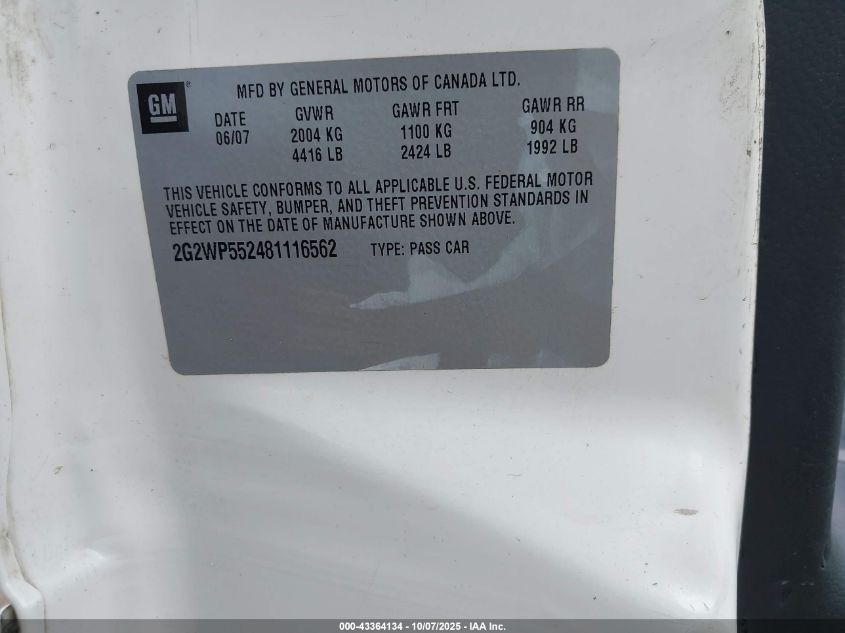 GM
MFD BY GENERAL MOTORS OF CANADA LTD.
DATE GVWR GAWR FRT GAWR RR
06/07 2004 KG 1100 KG 904 KG
4416 LB 2424 LB 1992 LB
THIS VEHICLE CONFORMS TO ALL APPLICABLE U.S. FEDERAL MOTOR
VEHICLE SAFETY, BUMPER, AND THEFT PREVENTION STANDARDS IN
EFFECT ON THE DATE OF MANUFACTURE SHOWN ABOVE.
2G2WP552481116562 TYPE: PASS CAR
000-43364134 - 10/07/2025 - IAA Inc.